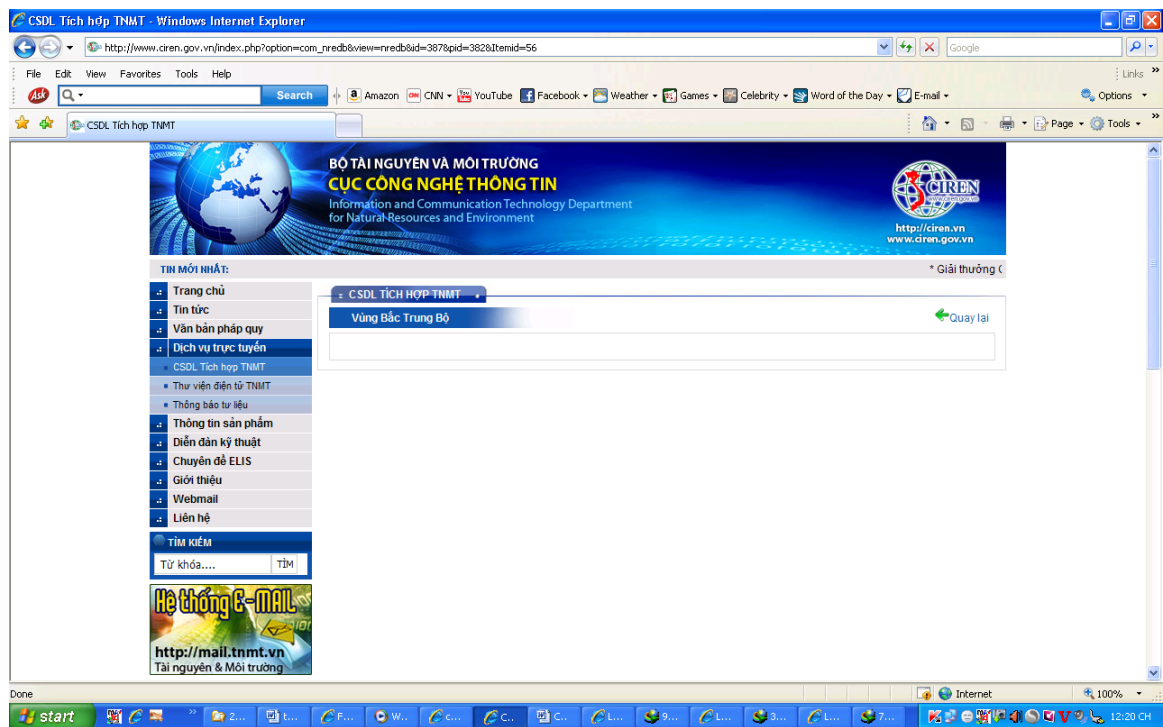 CSDL Tích hợp TNMT - Windows Internet Explorer
http://www.ciren.gov.vn/index.php?option=com_nredb&view=nredb&id=387&pid=382&Itemid=56
Google
File Edit View Favorites Tools Help
Links
Ask
Search
Amazon CNN YouTube Facebook Weather Games Celebrity Word of the Day E-mail
Options
CSDL Tích hợp TNMT
Page Tools
BỘ TÀI NGUYÊN VÀ MÔI TRƯỜNG
CỤC CÔNG NGHỆ THÔNG TIN
Information and Communication Technology Department
for Natural Resources and Environment
CIREN
http://ciren.vn
www.ciren.gov.vn
TIN MỚI NHẤT:
* Giải thưởng
Trang chủ
Tin tức
Văn bản pháp quy
Dịch vụ trực tuyến
CSDL Tích hợp TNMT
Thư viện điện tử TNMT
Thông báo tư liệu
Thông tin sản phẩm
Diễn đàn kỹ thuật
Chuyên đề ELIS
Giới thiệu
Webmail
Liên hệ
CSDL TÍCH HỢP TNMT
Vùng Bắc Trung Bộ
Quay lại
TÌM KIẾM
Từ khóa....
TÌM
Hệ thống E-MAIL
http://mail.tnmt.vn
Tài nguyên & Môi trường
Done
Internet
100%
start
2...
t...
F...
W...
C...
C...
C...
L...
9...
L...
3...
L...
7...
12:20 CH